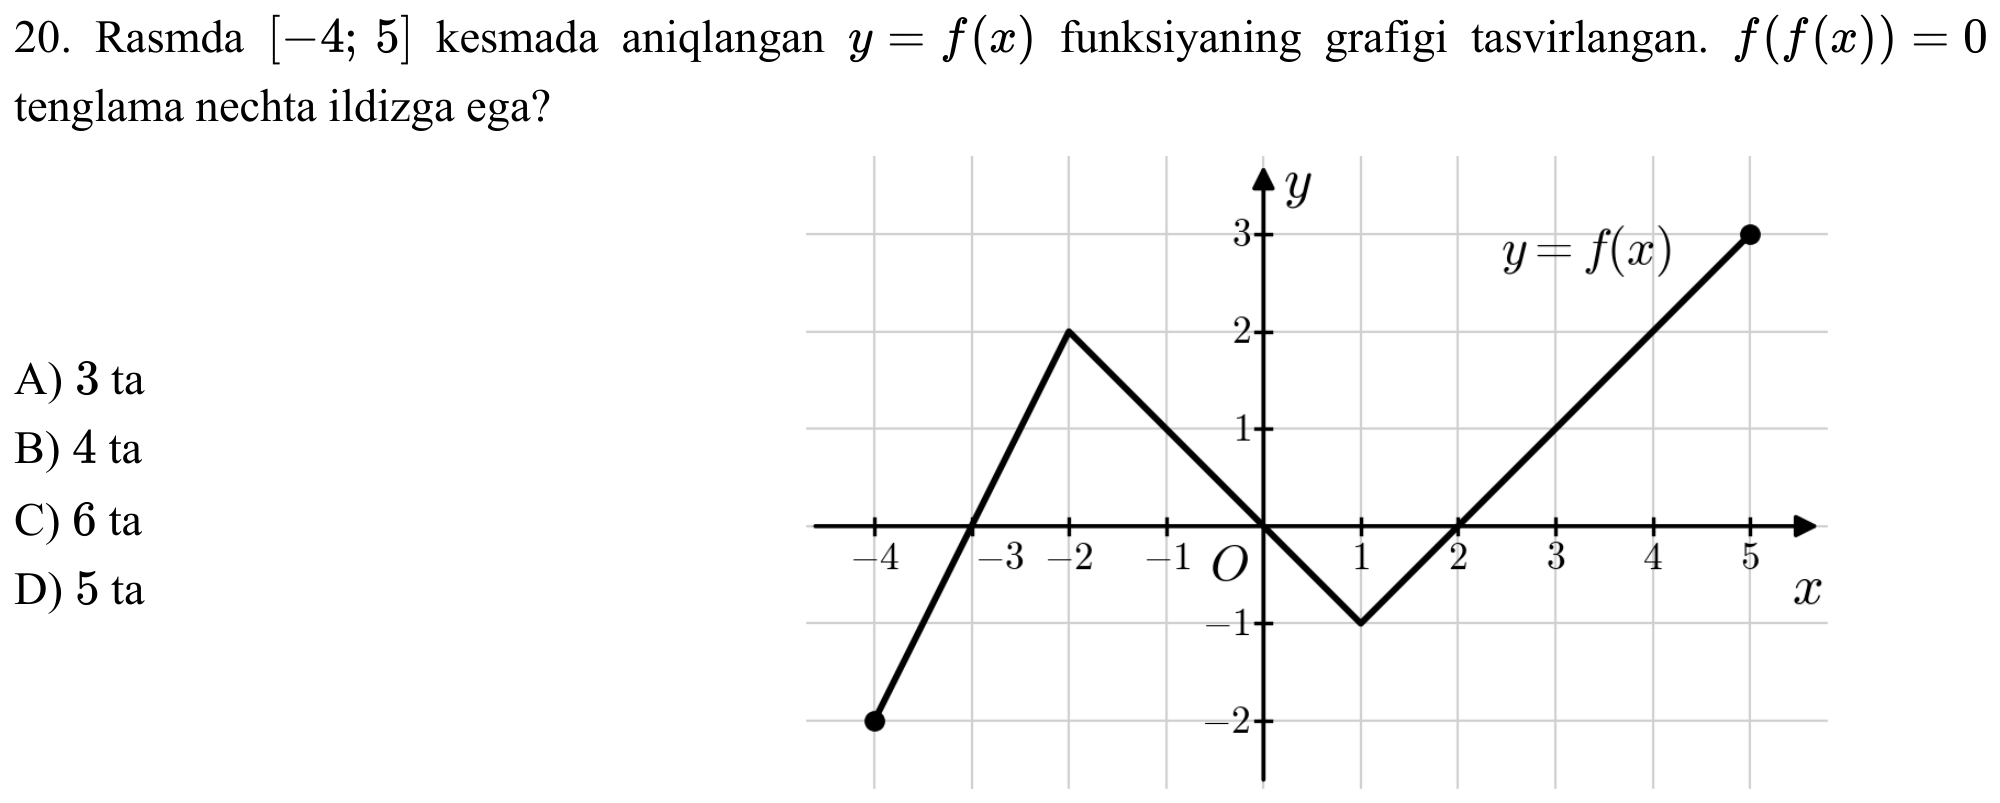 20. Rasmda [−4; 5] kesmada aniqlangan y = f(x) funksiyaning grafigi tasvirlangan. f(f(x)) = 0
tenglama nechta ildizga ega?
y
3
y = f(x)
2
A) 3 ta
1
B) 4 ta
C) 6 ta
−4 −3 −2 −1 O 1 2 3 4 5
D) 5 ta
x
−1
−2